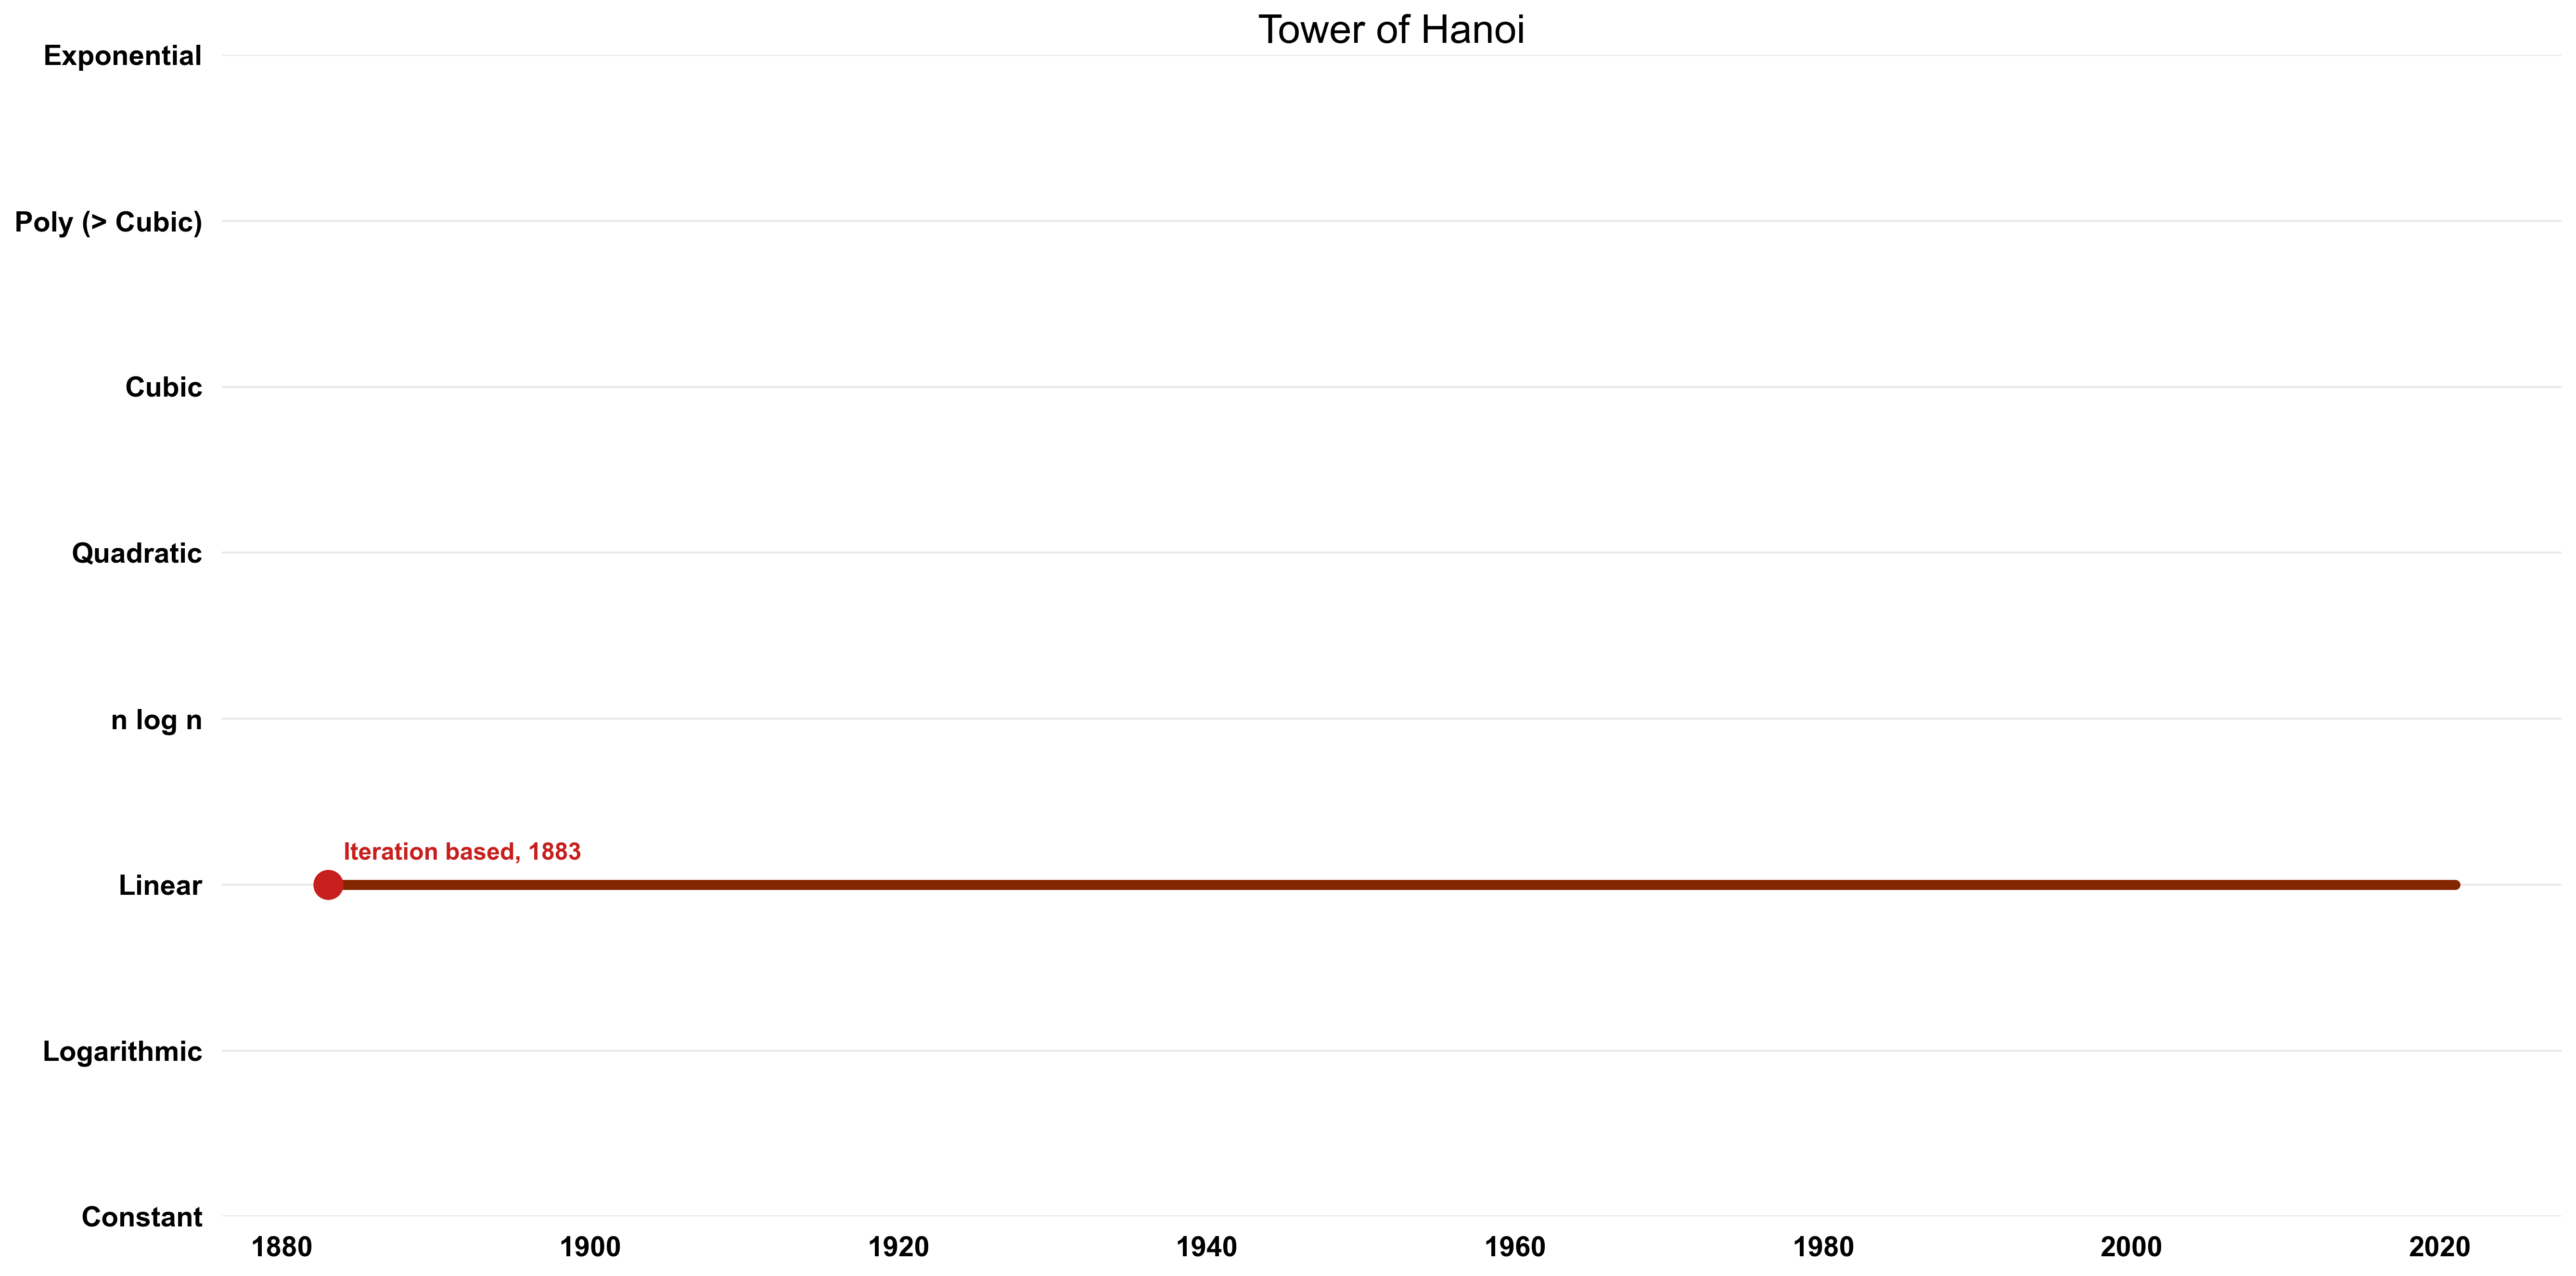 Tower of Hanoi
Exponential
Poly (> Cubic)
Cubic
Quadratic
n log n
Iteration based, 1883
Linear
Logarithmic
Constant
1880 1900 1920 1940 1960 1980 2000 2020